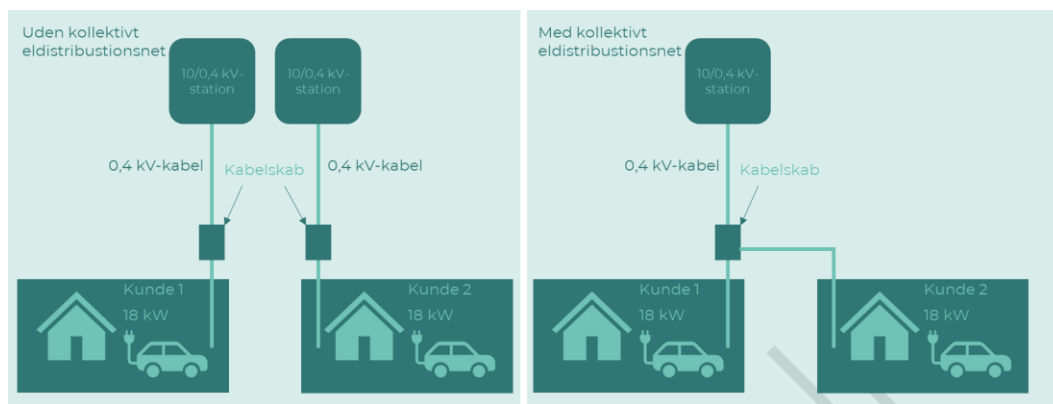 Uden kollektivt
eldistribustionsnet
10/0,4 kV-
station
10/0,4 kV-
station
0,4 kV-kabel
Kabelskab
0,4 kV-kabel
Kunde 1
18 kW
Kunde 2
18 kW
Med kollektivt
eldistribustionsnet
10/0,4 kV-
station
0,4 kV-kabel
Kabelskab
Kunde 1
18 kW
Kunde 2
18 kW